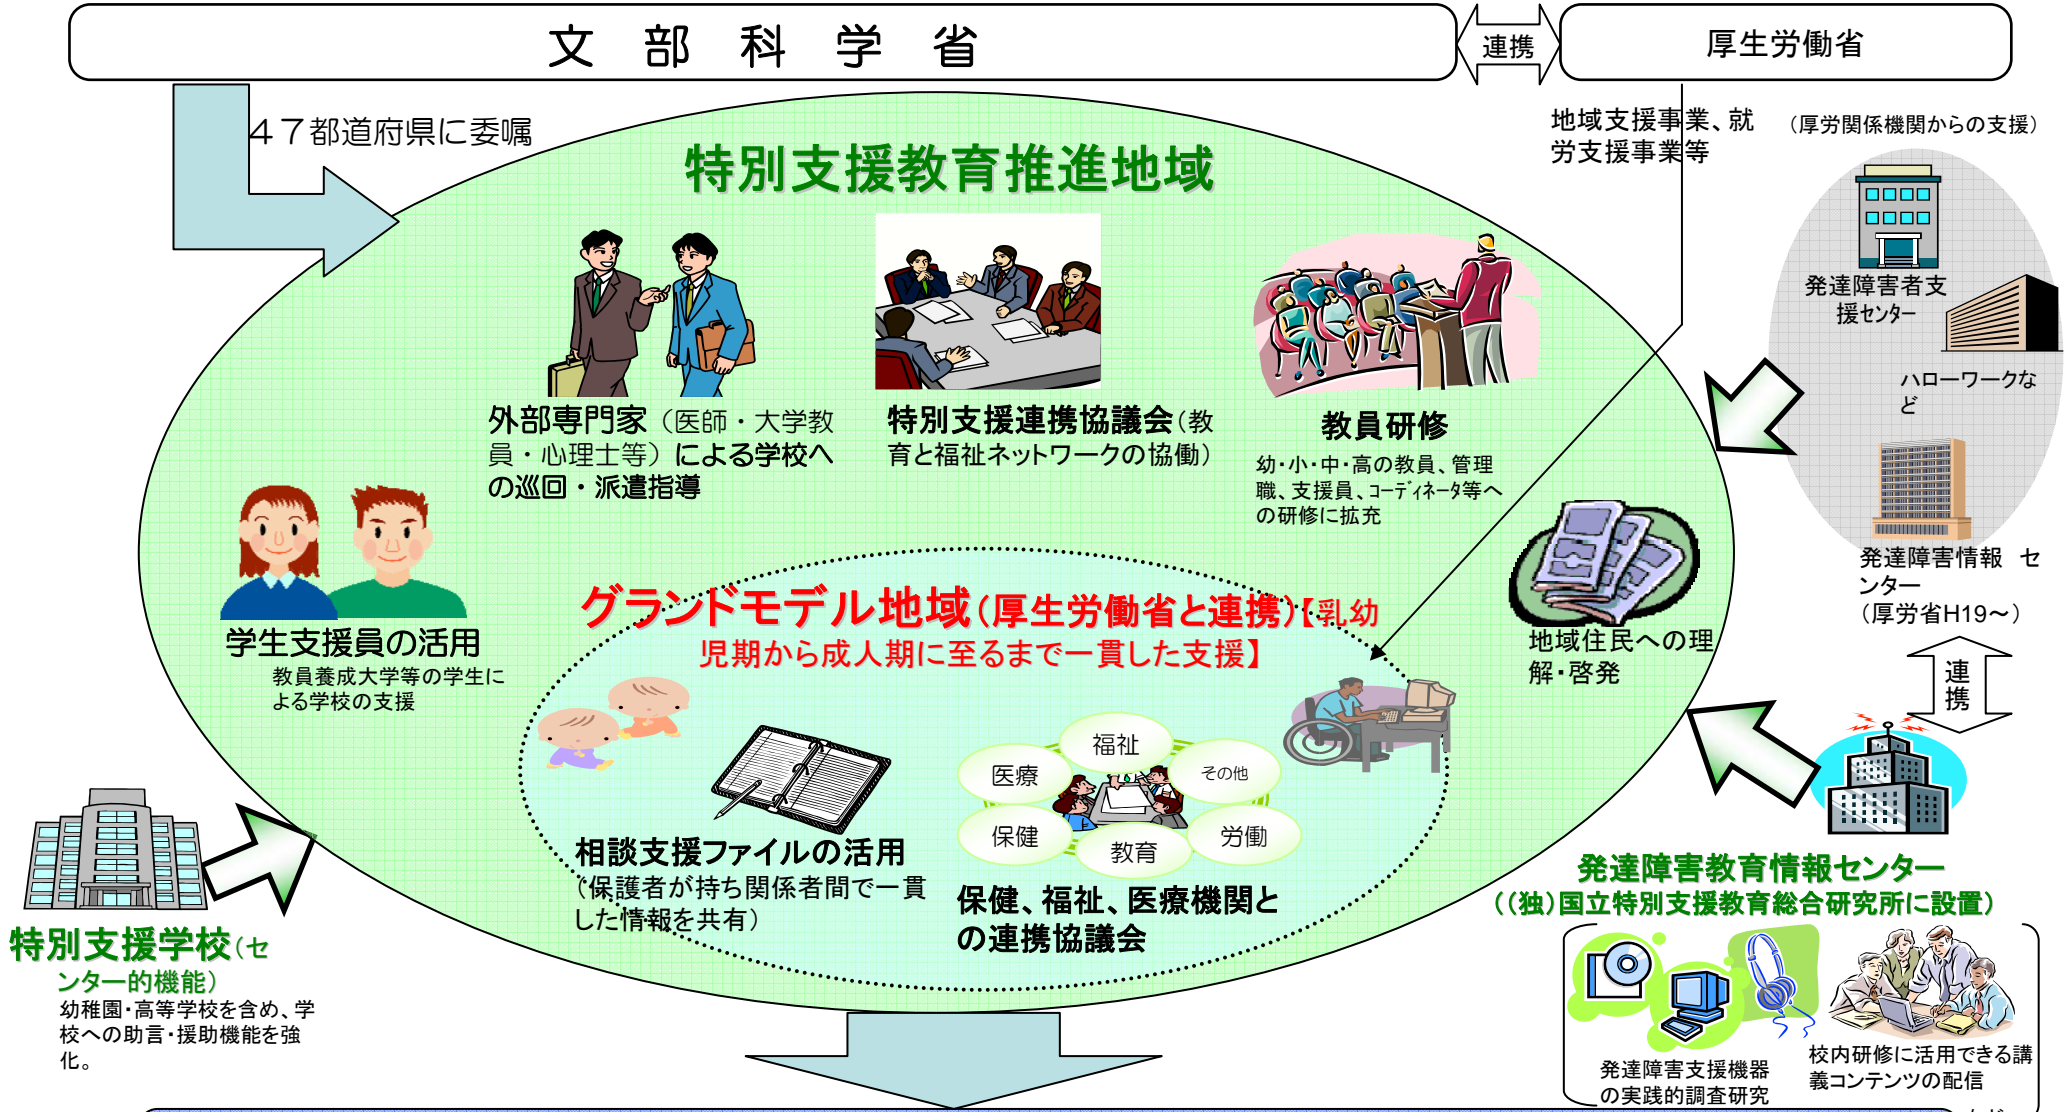 文部科学省
連携
厚生労働省
47都道府県に委嘱
地域支援事業、就
労支援事業等
(厚労関係機関からの支援)
特別支援教育推進地域
発達障害者支
援センター
ハローワークな
ど
発達障害情報 セ
ンター
(厚労省H19~)
連
携
外部専門家(医師・大学教
員・心理士等)による学校へ
の巡回・派遣指導
特別支援連携協議会(教
育と福祉ネットワークの協働)
教員研修
幼・小・中・高の教員、管理
職、支援員、コーディネータ等へ
の研修に拡充
学生支援員の活用
教員養成大学等の学生に
よる学校の支援
地域住民への理
解・啓発
グランドモデル地域(厚生労働省と連携)【乳幼
児期から成人期に至るまで一貫した支援】
福祉
医療
その他
保健
教育
労働
相談支援ファイルの活用
(保護者が持ち関係者間で一貫
した情報を共有)
保健、福祉、医療機関と
の連携協議会
特別支援学校(セ
ンター的機能)
幼稚園・高等学校を含め、学
校への助言・援助機能を強
化。
発達障害教育情報センター
((独)国立特別支援教育総合研究所に設置)
発達障害支援機器
の実践的調査研究
校内研修に活用できる講
義コンテンツの配信